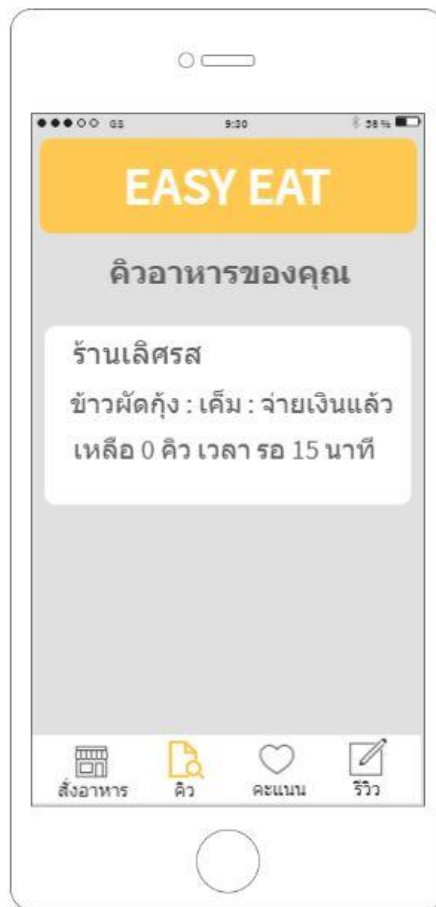 GS 9:30 58%
EASY EAT
คิวอาหารของคุณ
ร้านเลิศรส
ข้าวผัดกุ้ง : เค็ม : จ่ายเงินแล้ว
เหลือ 0 คิว เวลา รอ 15 นาที
สั่งอาหาร คิว คะแนน รีวิว